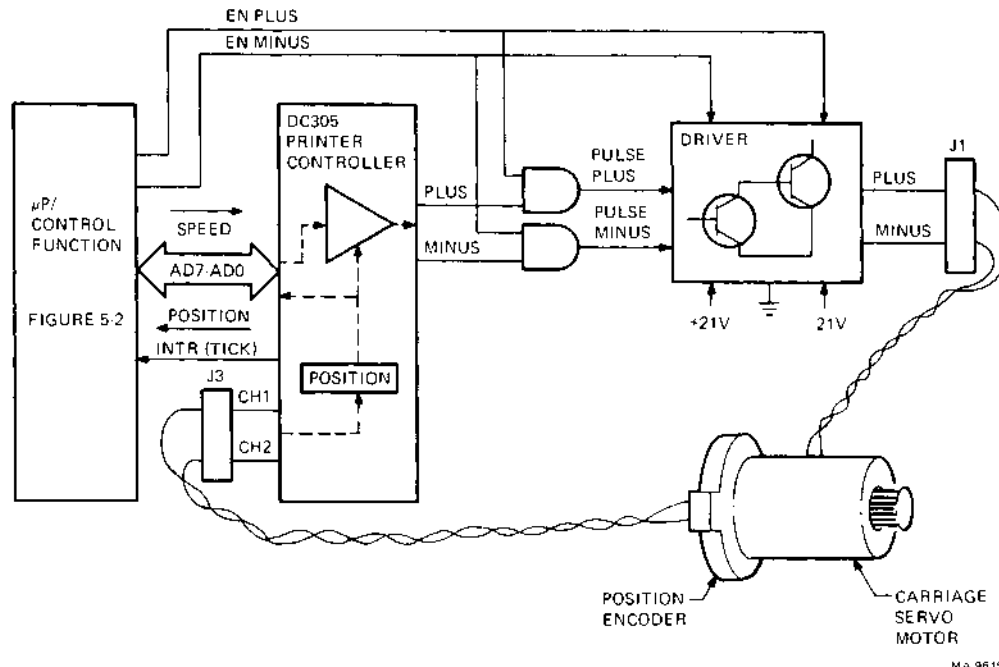 EN PLUS
EN MINUS
DC305
PRINTER
CONTROLLER
DRIVER
J1
PULSE
PLUS
PLUS
PLUS
µP/
CONTROL
FUNCTION
SPEED
PULSE
MINUS
MINUS
MINUS
AD7-AD0
FIGURE 5-2
POSITION
+21V
21V
INTR (TICK)
J3
POSITION
CH1
CH2
POSITION
ENCODER
CARRIAGE
SERVO
MOTOR